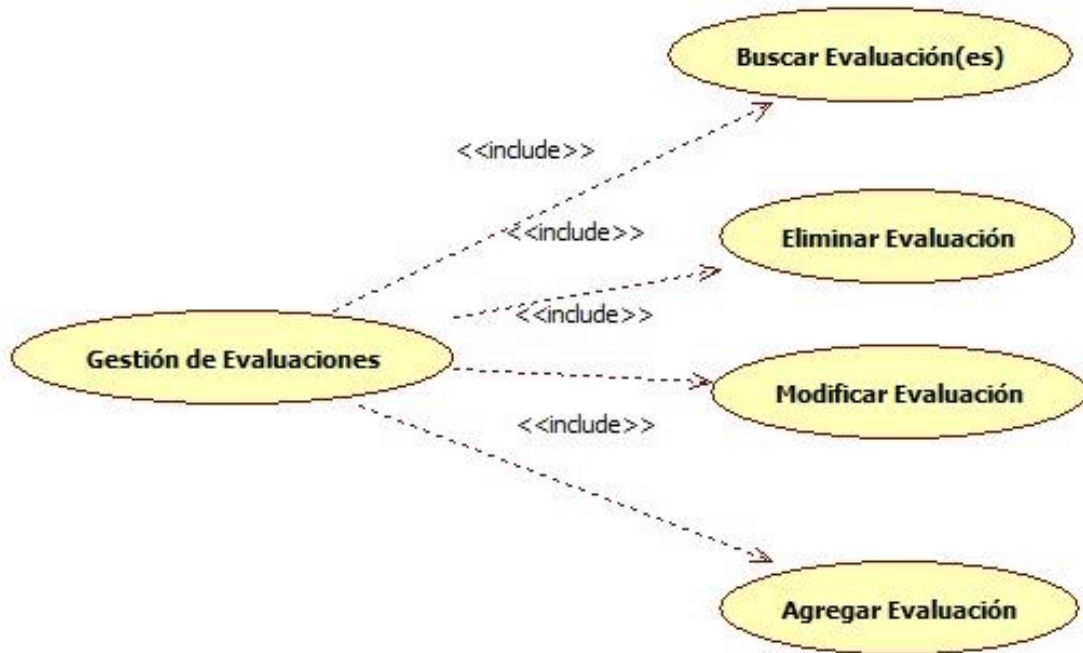 Buscar Evaluación(es)
<<include>>
<<include>>
Eliminar Evaluación
<<include>>
Gestión de Evaluaciones
Modificar Evaluación
<<include>>
Agregar Evaluación